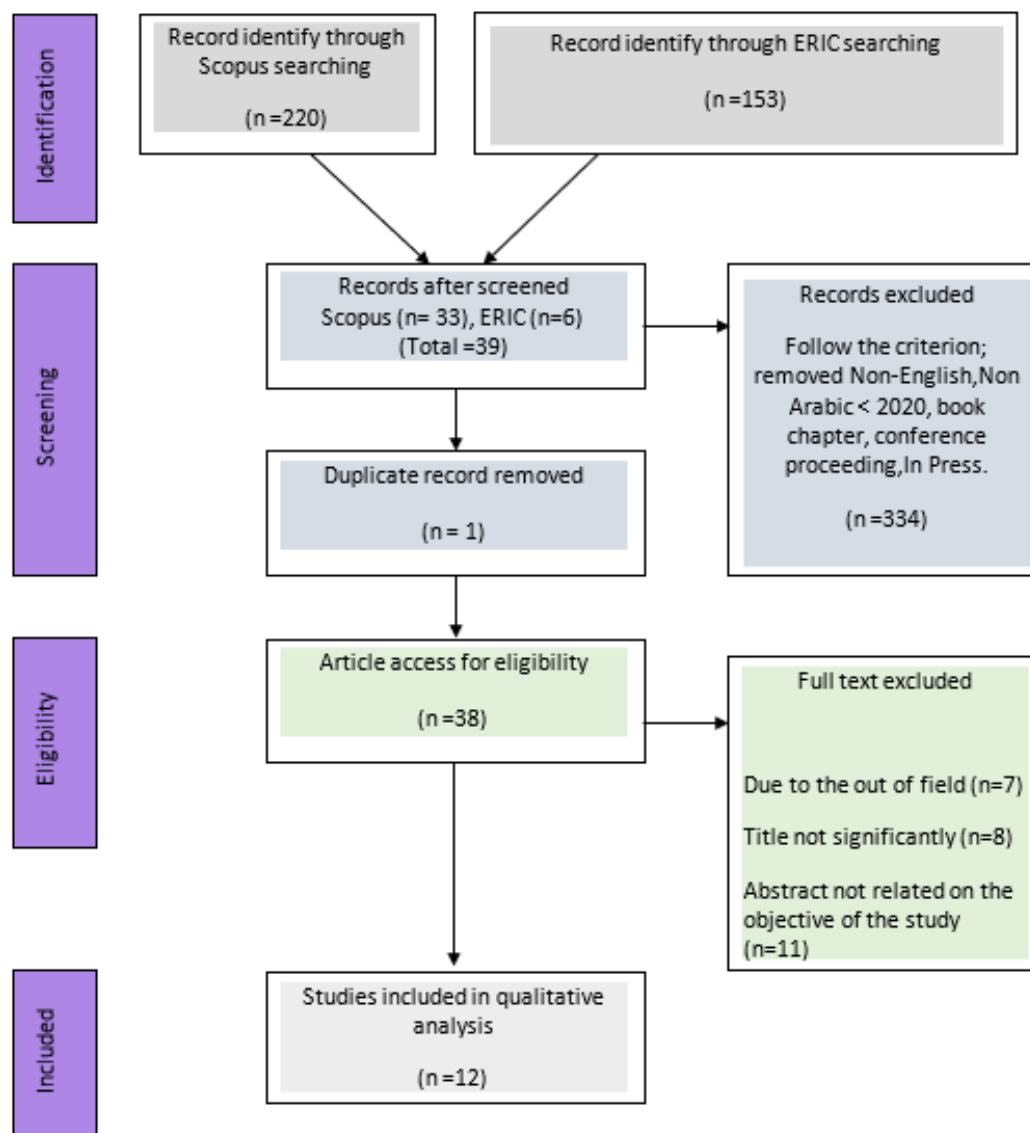 Identification
Record identify through
Scopus searching
(n =220)
Record identify through ERIC searching
(n =153)
Screening
Records after screened
Scopus (n= 33), ERIC (n=6)
(Total =39)
Records excluded
Follow the criterion;
removed Non-English,Non
Arabic < 2020, book
chapter, conference
proceeding,In Press.
(n =334)
Duplicate record removed
(n = 1)
Eligibility
Article access for eligibility
(n =38)
Full text excluded
Due to the out of field (n=7)
Title not significantly (n=8)
Abstract not related on the
objective of the study
(n=11)
Included
Studies included in qualitative
analysis
(n =12)